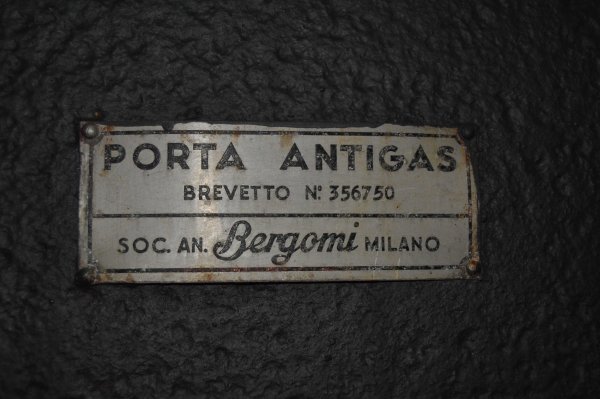 PORTA ANTIGAS
BREVETTO N: 356750
SOC. AN. Bergomi MILANO